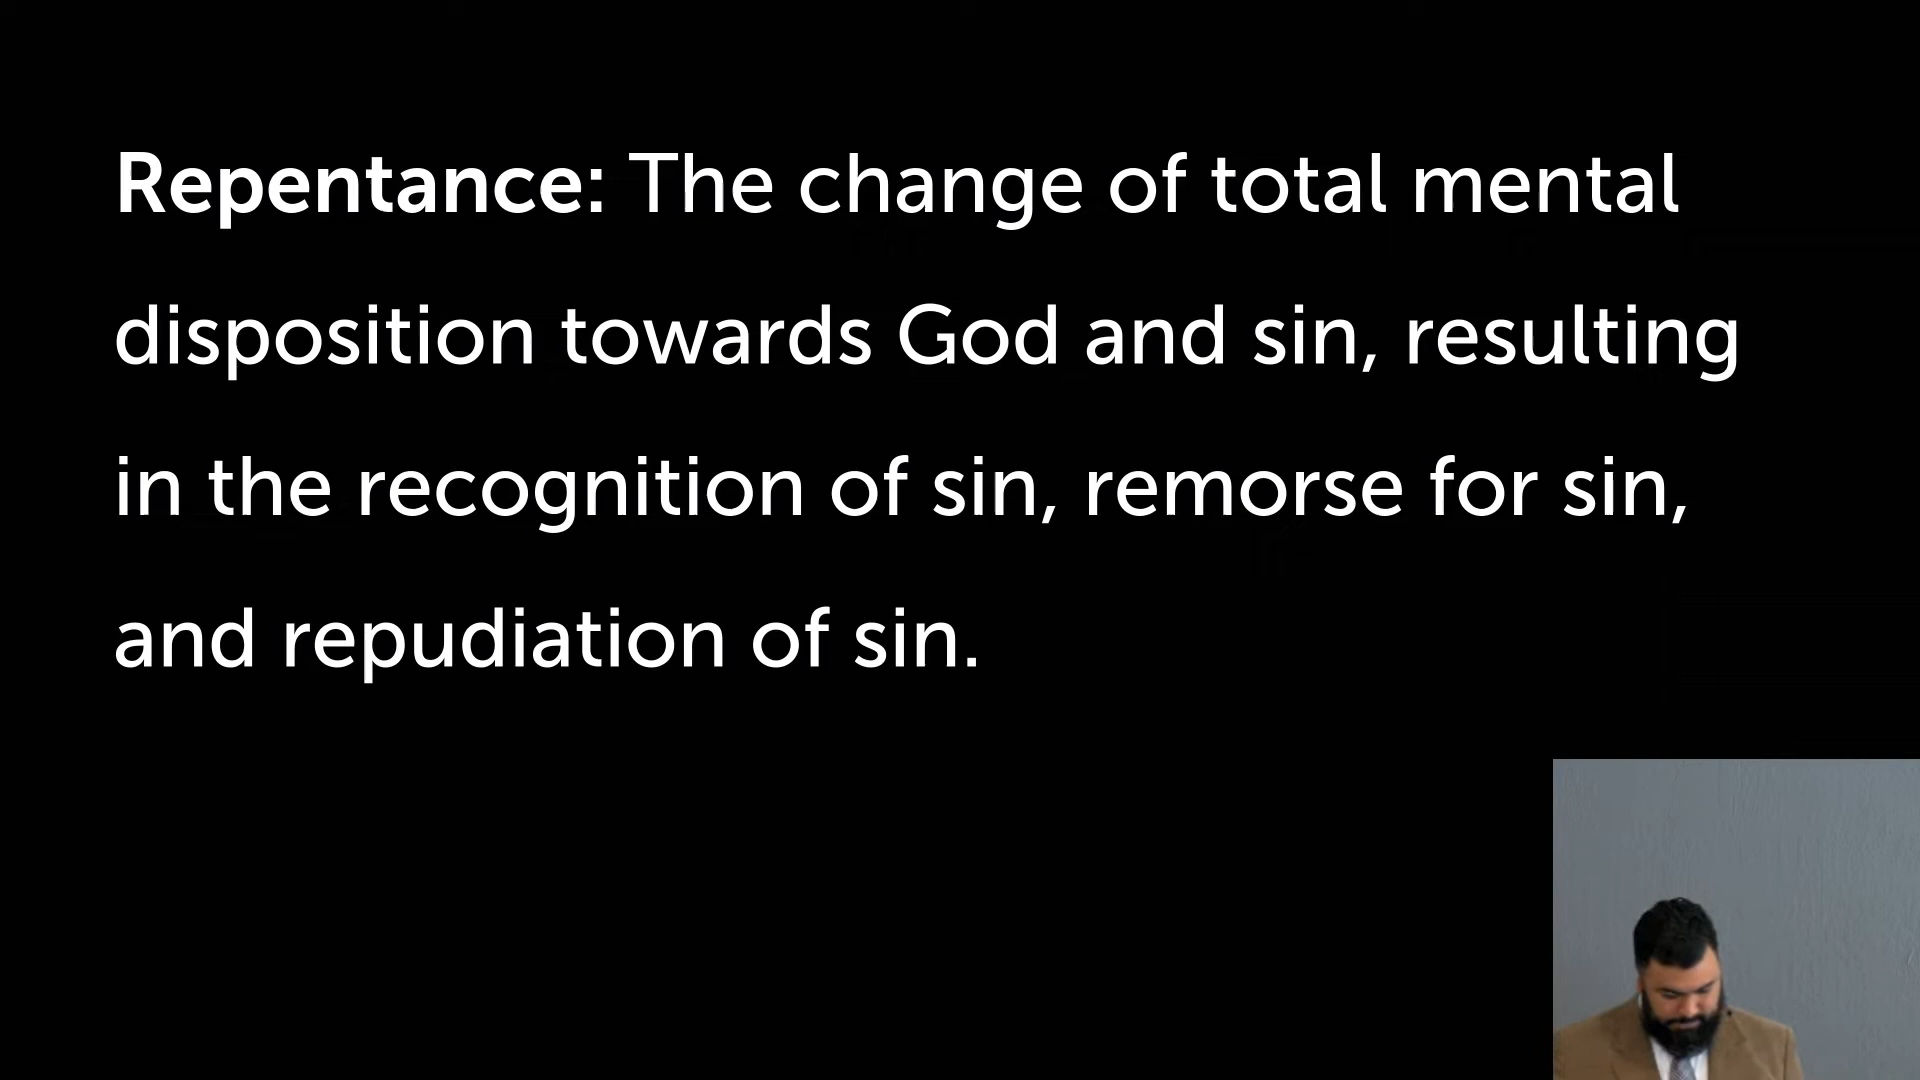 Repentance: The change of total mental
disposition towards God and sin, resulting
in the recognition of sin, remorse for sin,
and repudiation of sin.